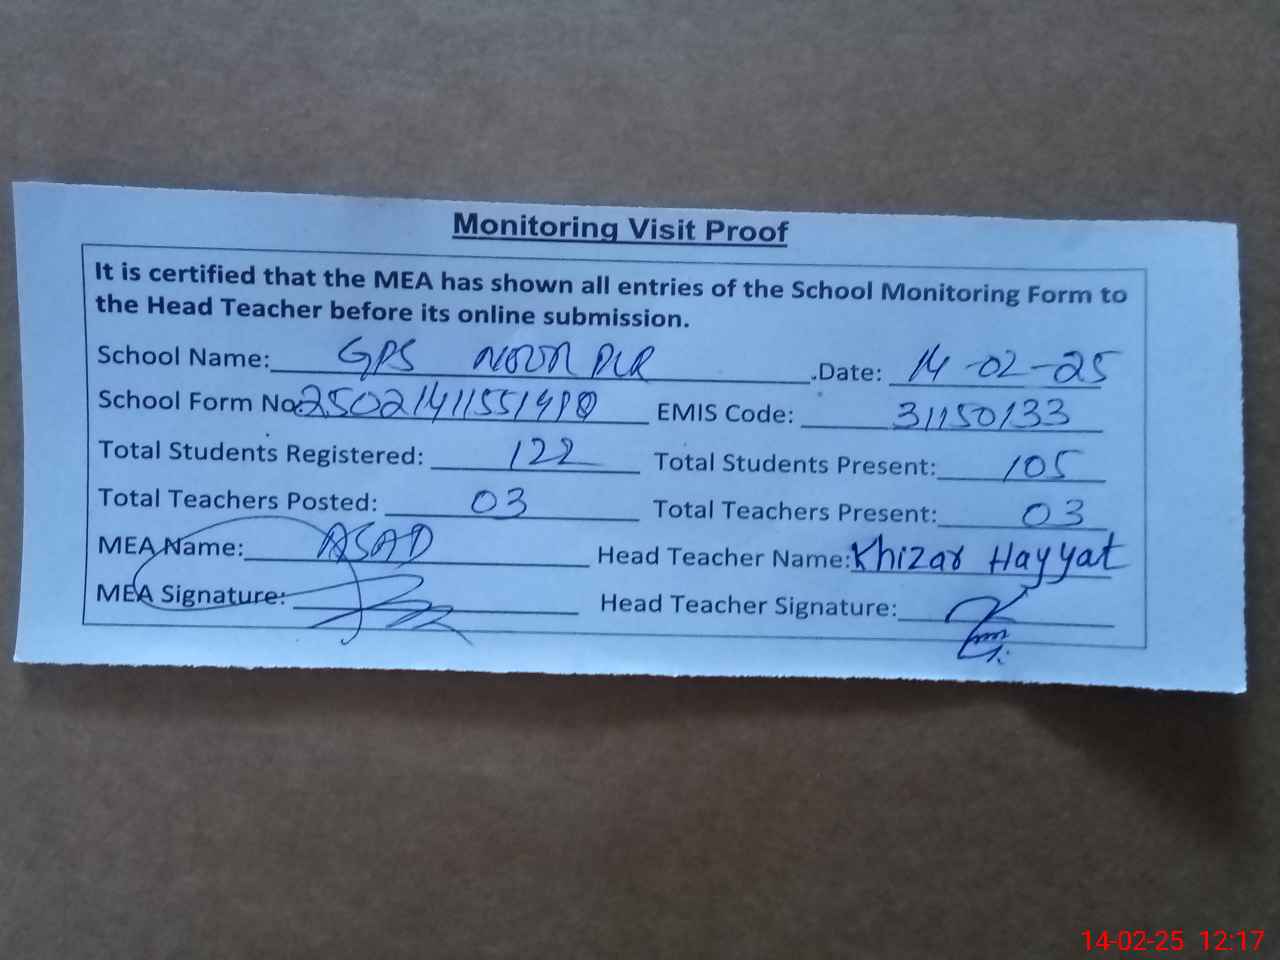 Monitoring Visit Proof
It is certified that the MEA has shown all entries of the School Monitoring Form to
the Head Teacher before its online submission.
School Name: GPS NOOR PUR .Date: 14-02-25
School Form No: EMIS Code: 31150133
Total Students Registered: 122 Total Students Present: 105
Total Teachers Posted: 03 Total Teachers Present: 03
MEA Name: ASAD Head Teacher Name: Khizar Hayyat
MEA Signature: Head Teacher Signature:
14-02-25 12:17